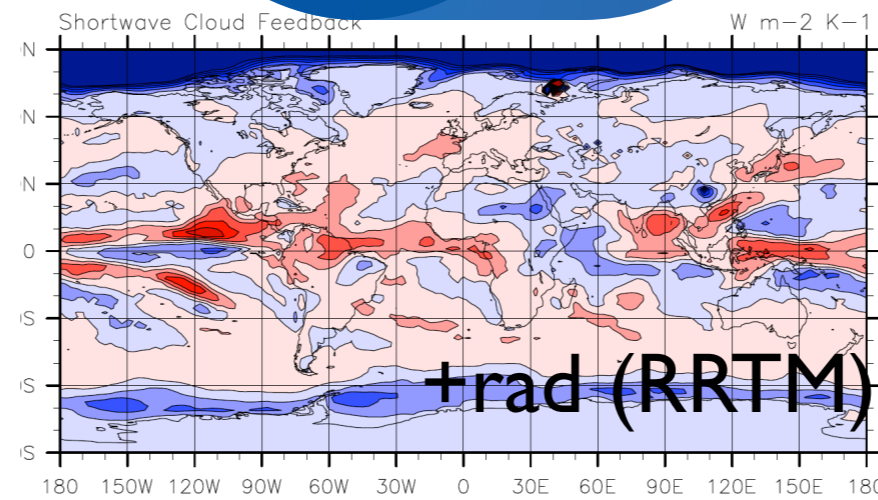 Shortwave Cloud Feedback W m−2 K−1
N
N
N
0
S
S
S
+rad (RRTM)
180 150W 120W 90W 60W 30W 0 30E 60E 90E 120E 150E 180